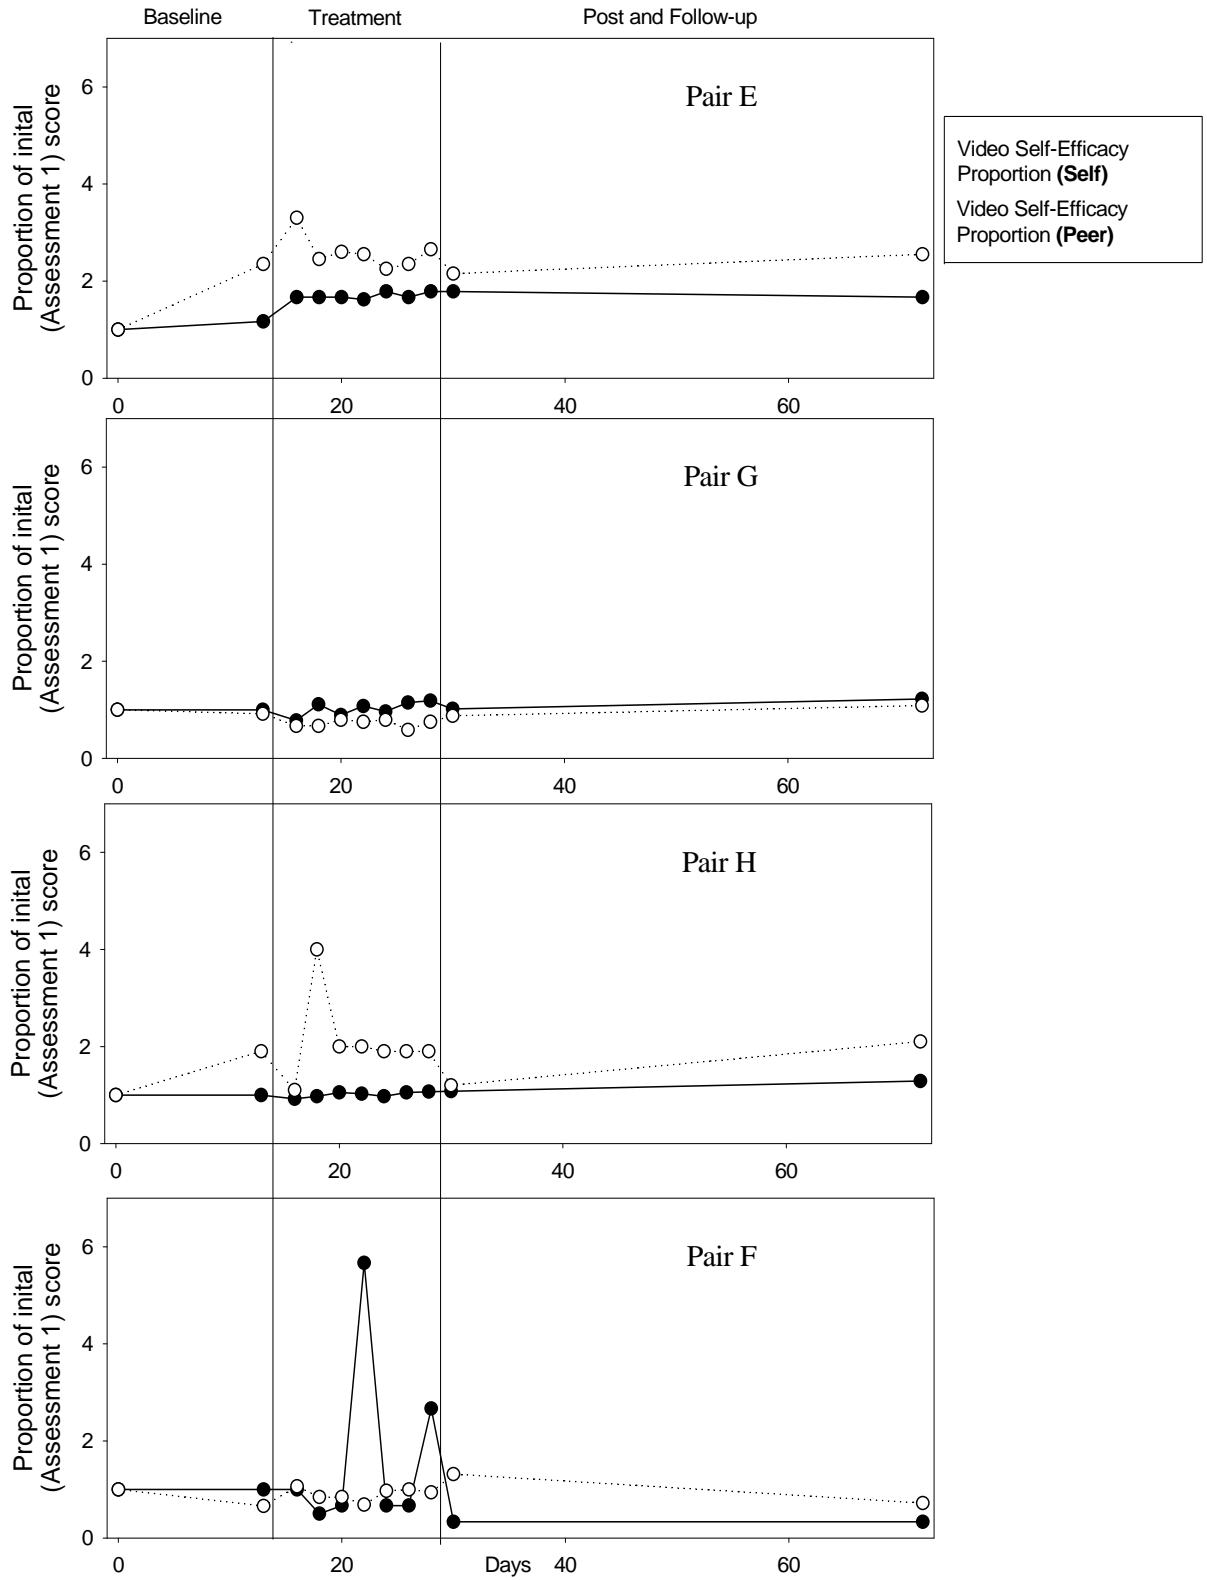 Baseline Treatment Post and Follow-up
Proportion of inital
(Assessment 1) score
6
4
2
0
Pair E
0 20 40 60
Video Self-Efficacy
Proportion (Self)
Video Self-Efficacy
Proportion (Peer)
Proportion of inital
(Assessment 1) score
6
4
2
0
Pair G
0 20 40 60
Proportion of inital
(Assessment 1) score
6
4
2
0
Pair H
0 20 40 60
Proportion of inital
(Assessment 1) score
6
4
2
0
Pair F
0 20 Days 40 60